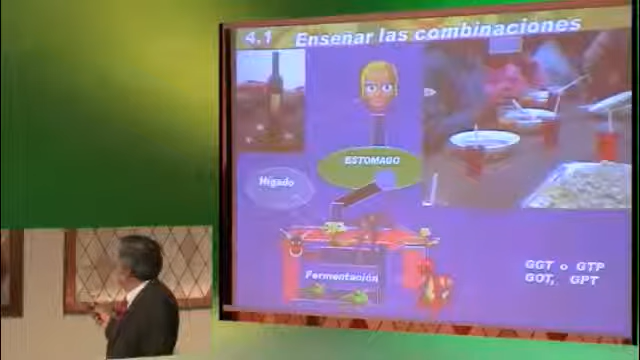 4.1 Enseñar las combinaciones
ESTOMAGO
Hígado
Fermentación
GGT o GTP
GOT, GPT